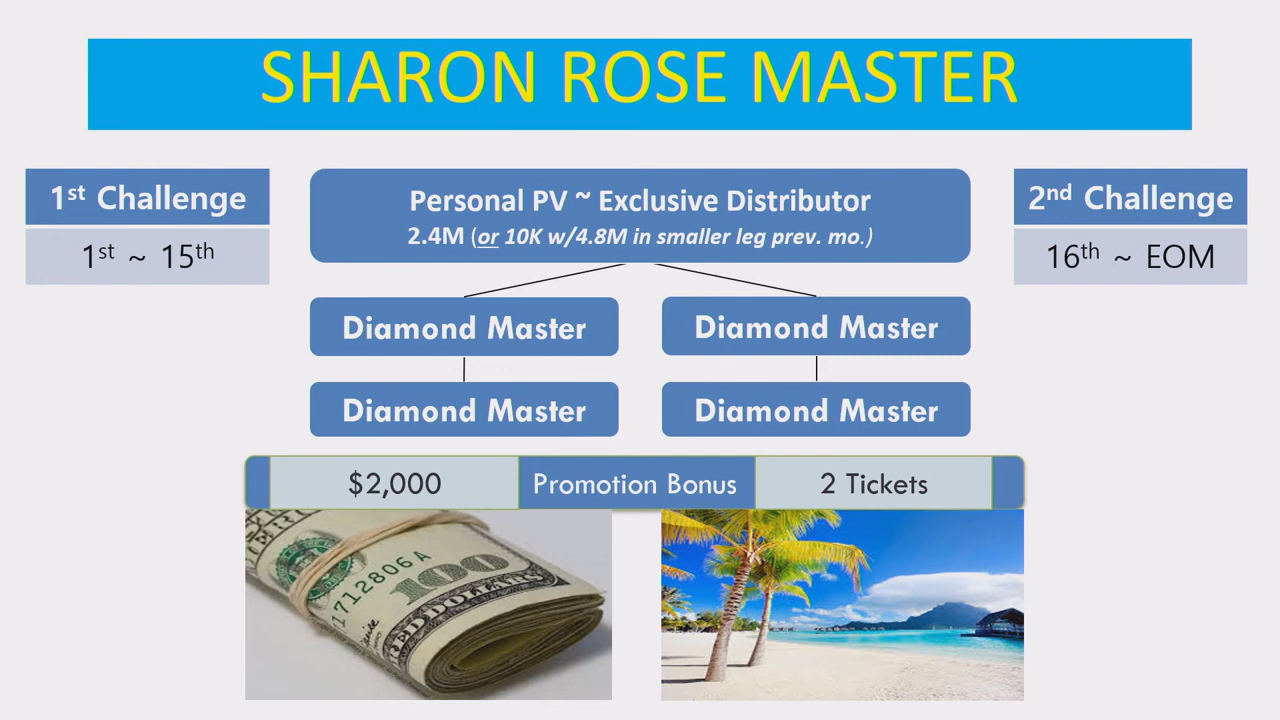 SHARON ROSE MASTER
1st Challenge
1st ~ 15th
Personal PV ~ Exclusive Distributor
2.4M (or 10K w/4.8M in smaller leg prev. mo.)
2nd Challenge
16th ~ EOM
Diamond Master
Diamond Master
Diamond Master
Diamond Master
$2,000
Promotion Bonus
2 Tickets
712806A
100